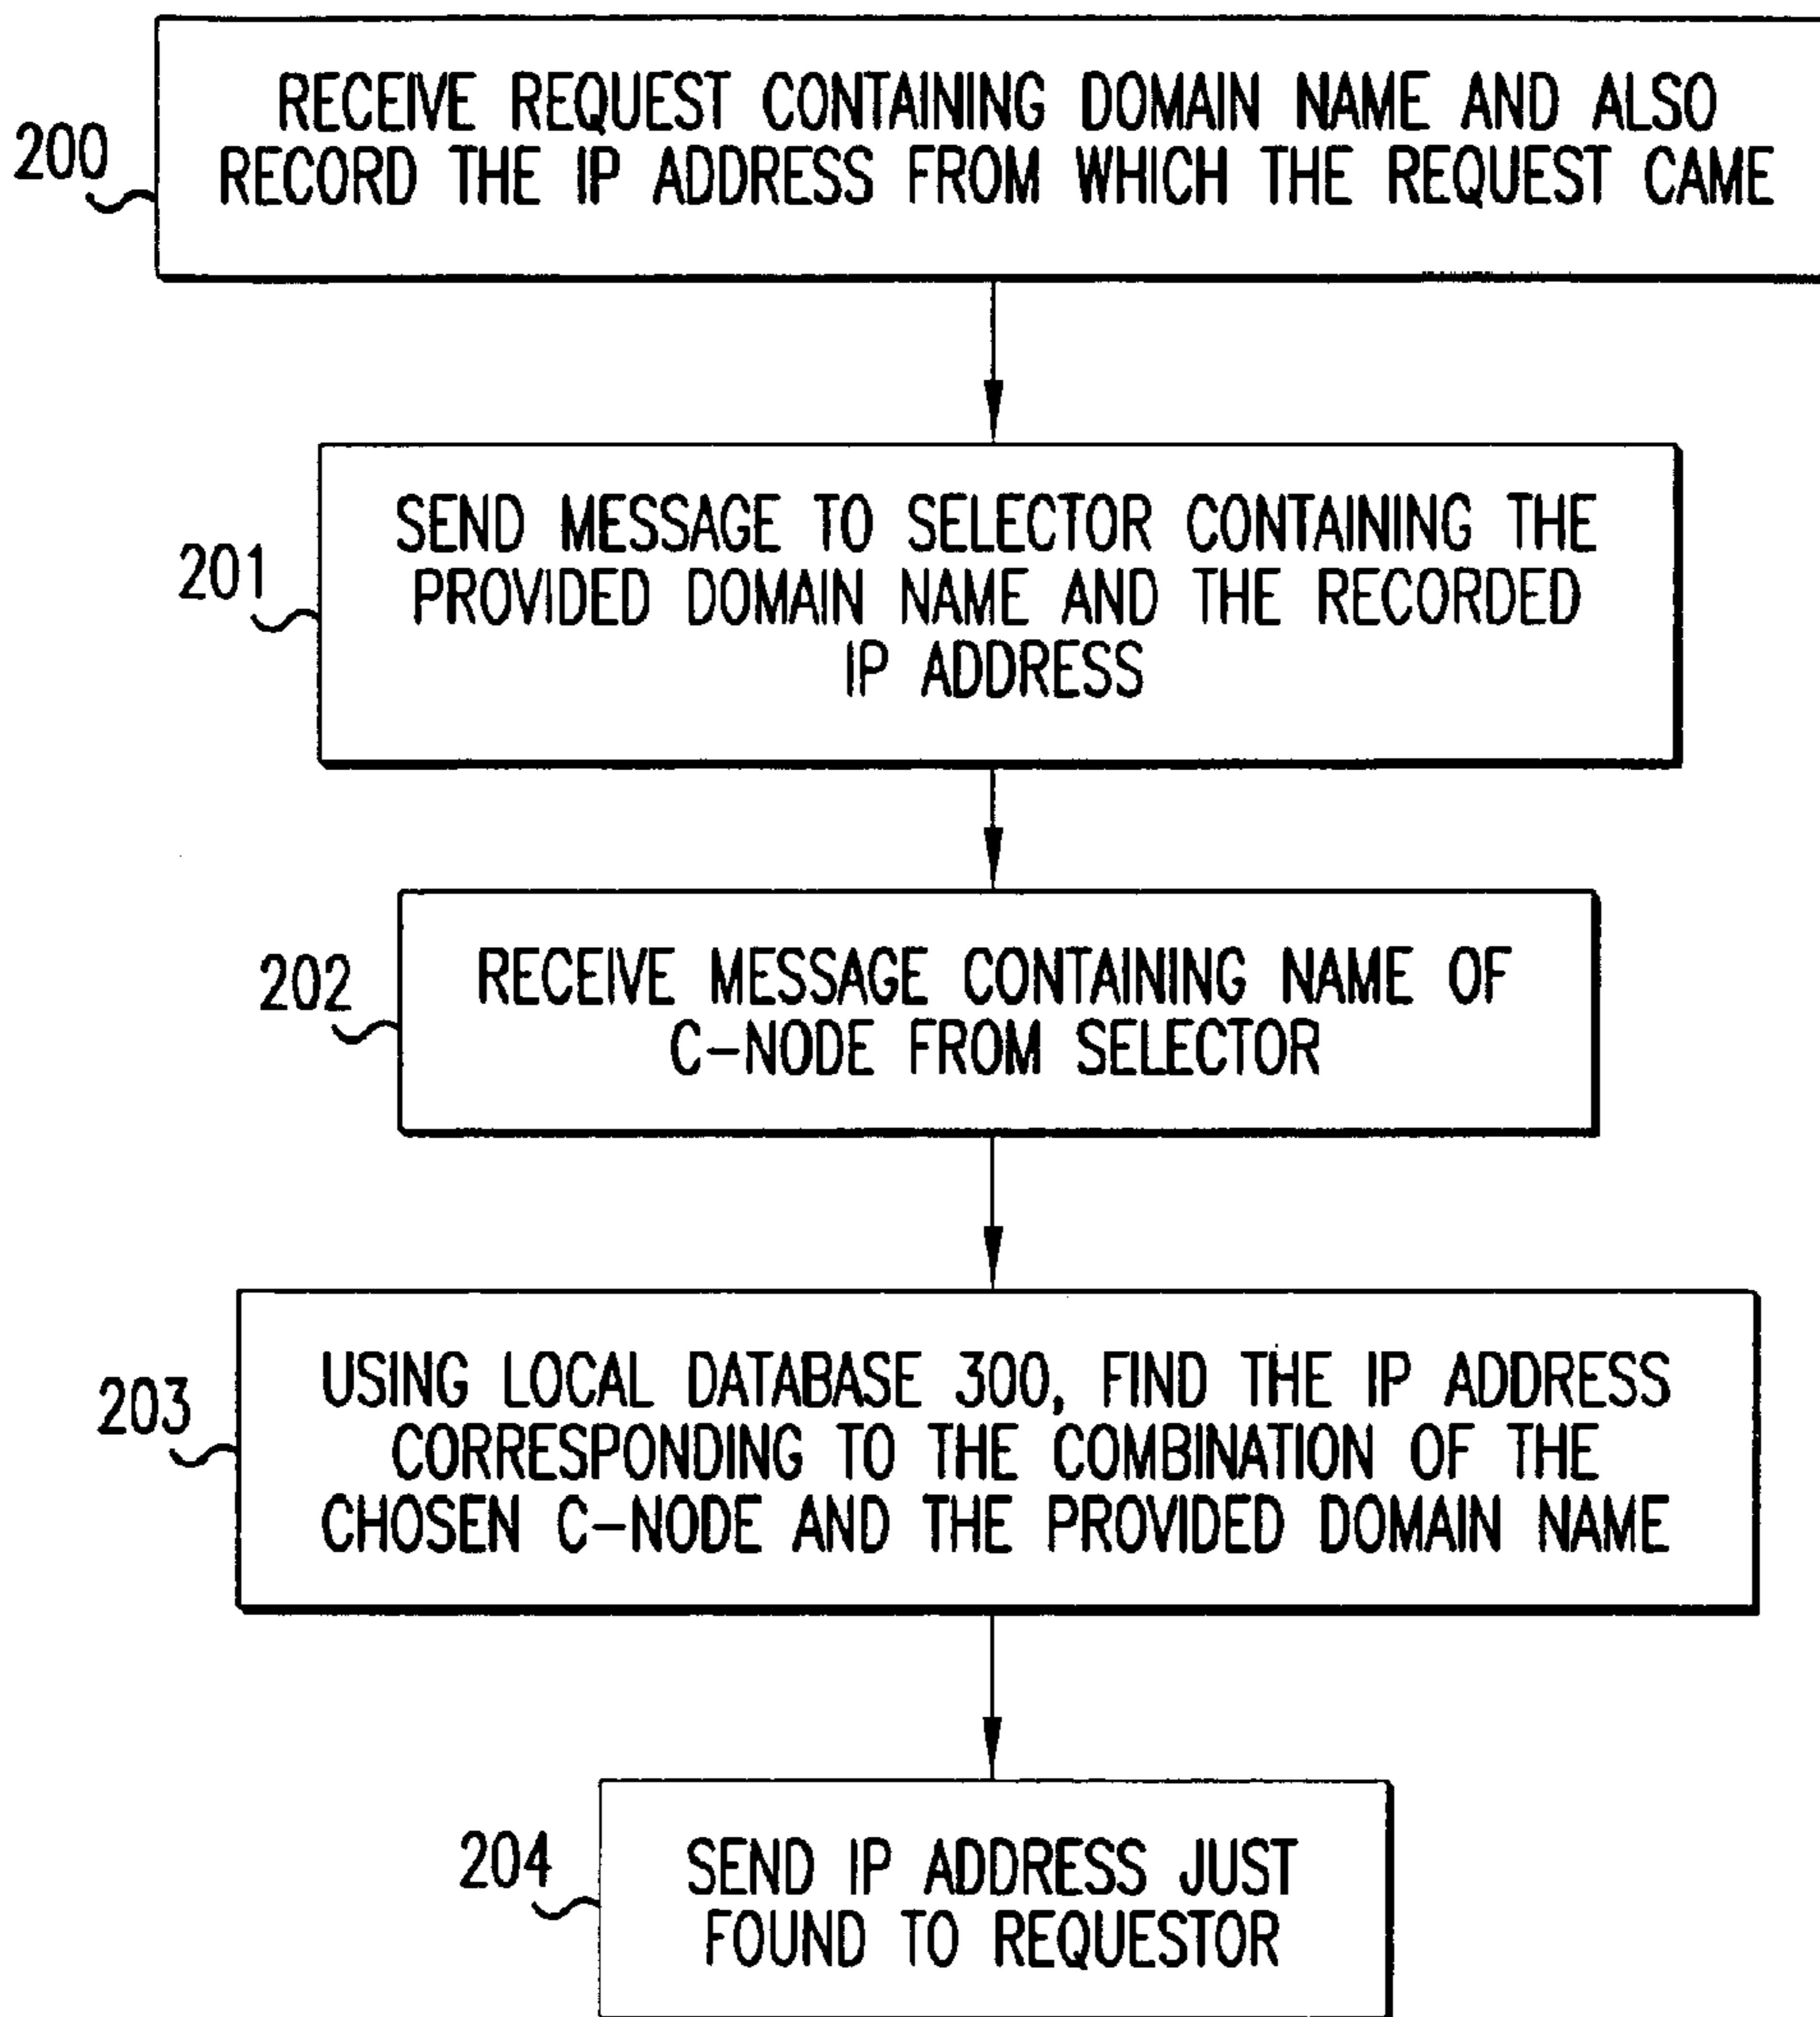 RECEIVE REQUEST CONTAINING DOMAIN NAME AND ALSO
RECORD THE IP ADDRESS FROM WHICH THE REQUEST CAME
200
SEND MESSAGE TO SELECTOR CONTAINING THE
PROVIDED DOMAIN NAME AND THE RECORDED
IP ADDRESS
201
RECEIVE MESSAGE CONTAINING NAME OF
C-NODE FROM SELECTOR
202
USING LOCAL DATABASE 300, FIND THE IP ADDRESS
CORRESPONDING TO THE COMBINATION OF THE
CHOSEN C-NODE AND THE PROVIDED DOMAIN NAME
203
SEND IP ADDRESS JUST
FOUND TO REQUESTOR
204